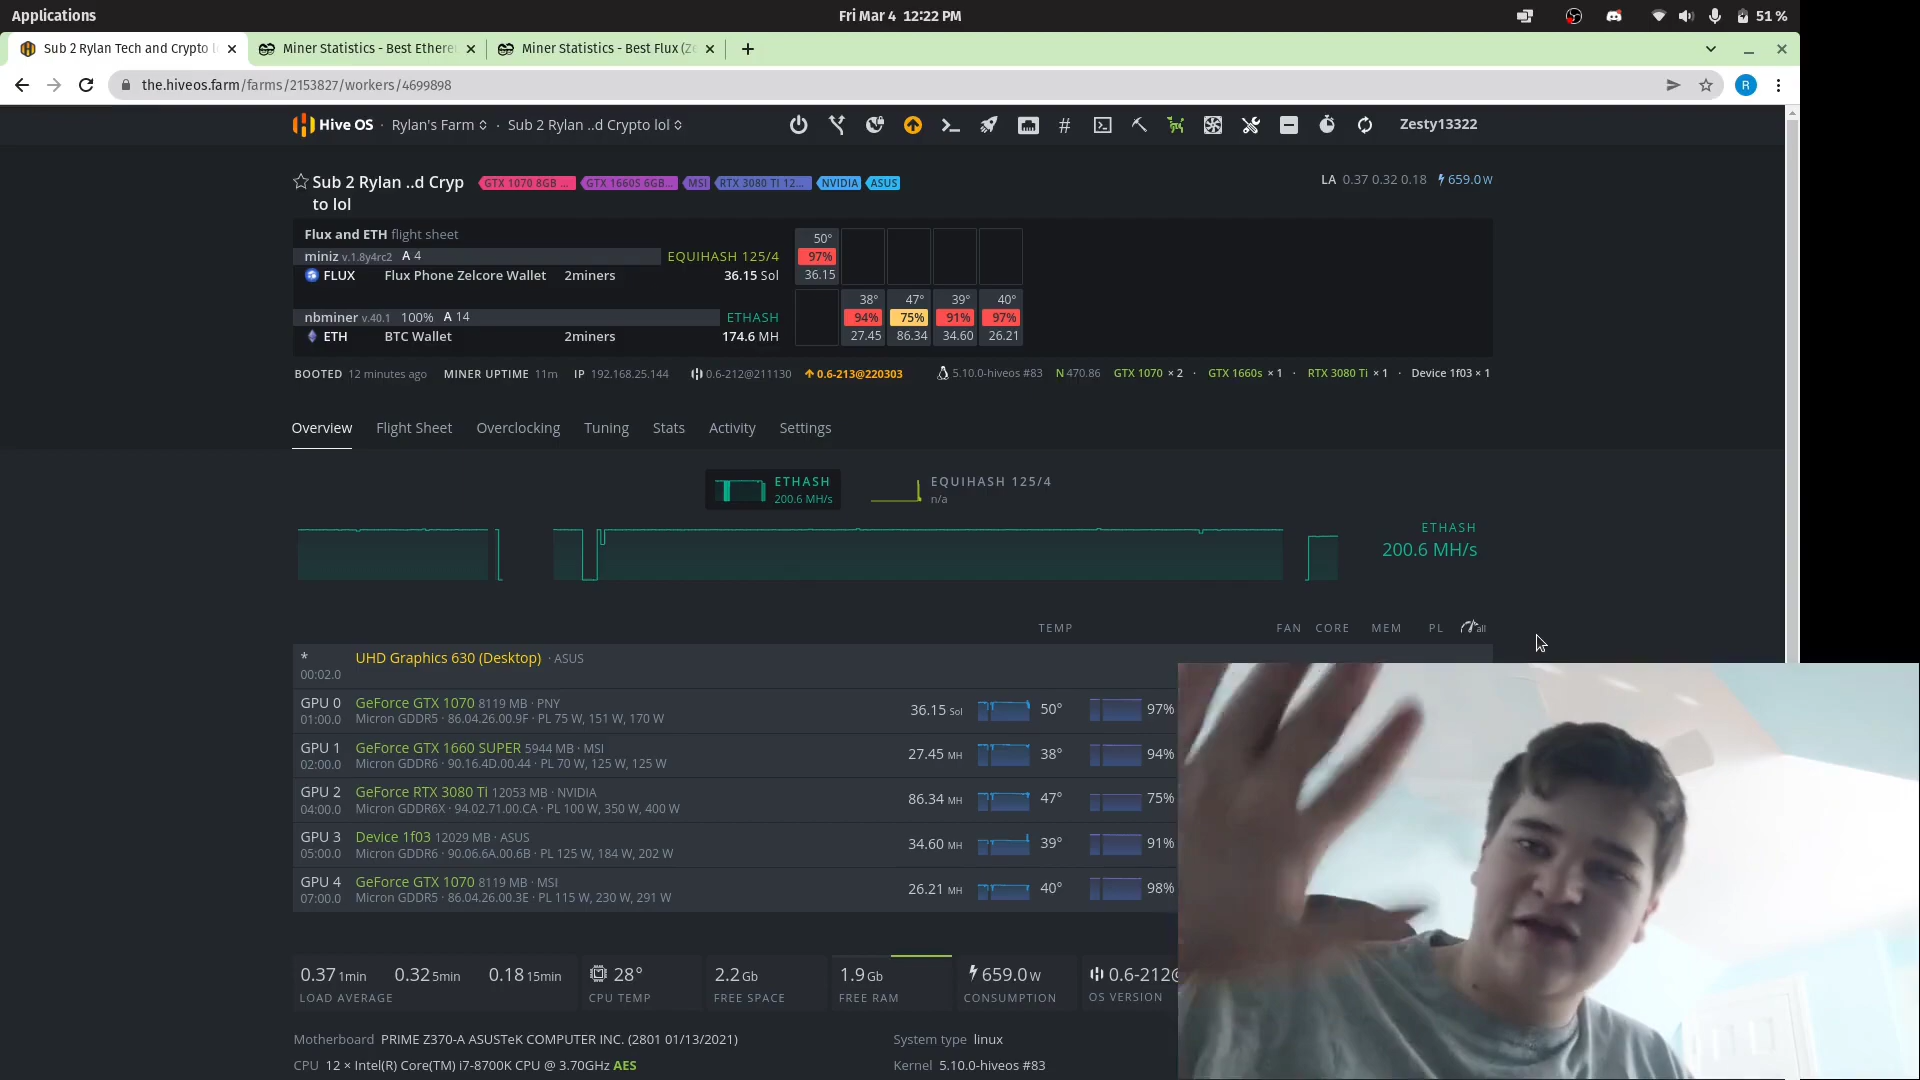 Applications
Fri Mar 4 12:22 PM
51 %
Sub 2 Rylan Tech and Crypto l
Miner Statistics - Best Ethere
Miner Statistics - Best Flux (Ze
the.hiveos.farm/farms/2153827/workers/4699898
R
Hive OS · Rylan's Farm · Sub 2 Rylan ..d Crypto lol
Zesty13322
Sub 2 Rylan ..d Cryp
to lol
GTX 1070 8GB ... GTX 1660S 6GB... MSI RTX 3080 TI 12... NVIDIA ASUS
LA 0.37 0.32 0.18 659.0 W
Flux and ETH flight sheet
miniz v.1.8y4rc2 A 4 EQUIHASH 125/4
FLUX Flux Phone Zelcore Wallet 2miners 36.15 Sol
50°
97%
36.15
nbminer v.40.1 100% A 14 ETHASH
ETH BTC Wallet 2miners 174.6 MH
38° 47° 39° 40°
94% 75% 91% 97%
27.45 86.34 34.60 26.21
BOOTED 12 minutes ago MINER UPTIME 11m IP 192.168.25.144 0.6-212@211130 0.6-213@220303 5.10.0-hiveos #83 N 470.86 GTX 1070 × 2 · GTX 1660s × 1 · RTX 3080 Ti × 1 · Device 1f03 × 1
Overview Flight Sheet Overclocking Tuning Stats Activity Settings
ETHASH
200.6 MH/s
EQUIHASH 125/4
n/a
ETHASH
200.6 MH/s
TEMP FAN CORE MEM PL all
* UHD Graphics 630 (Desktop) · ASUS
00:02.0
GPU 0 GeForce GTX 1070 8119 MB · PNY 36.15 Sol 50° 97%
01:00.0 Micron GDDR5 · 86.04.26.00.9F · PL 75 W, 151 W, 170 W
GPU 1 GeForce GTX 1660 SUPER 5944 MB · MSI 27.45 MH 38° 94%
02:00.0 Micron GDDR6 · 90.16.4D.00.44 · PL 70 W, 125 W, 125 W
GPU 2 GeForce RTX 3080 Ti 12053 MB · NVIDIA 86.34 MH 47° 75%
04:00.0 Micron GDDR6X · 94.02.71.00.CA · PL 100 W, 350 W, 400 W
GPU 3 Device 1f03 12029 MB · ASUS 34.60 MH 39° 91%
05:00.0 Micron GDDR6 · 90.06.6A.00.6B · PL 125 W, 184 W, 202 W
GPU 4 GeForce GTX 1070 8119 MB · MSI 26.21 MH 40° 98%
07:00.0 Micron GDDR5 · 86.04.26.00.3E · PL 115 W, 230 W, 291 W
0.37 1min 0.32 5min 0.18 15min
LOAD AVERAGE
28°
CPU TEMP
2.2 Gb
FREE SPACE
1.9 Gb
FREE RAM
659.0 W
CONSUMPTION
0.6-212@
OS VERSION
Motherboard PRIME Z370-A ASUSTeK COMPUTER INC. (2801 01/13/2021)
System type linux
CPU 12 × Intel(R) Core(TM) i7-8700K CPU @ 3.70GHz AES
Kernel 5.10.0-hiveos #83